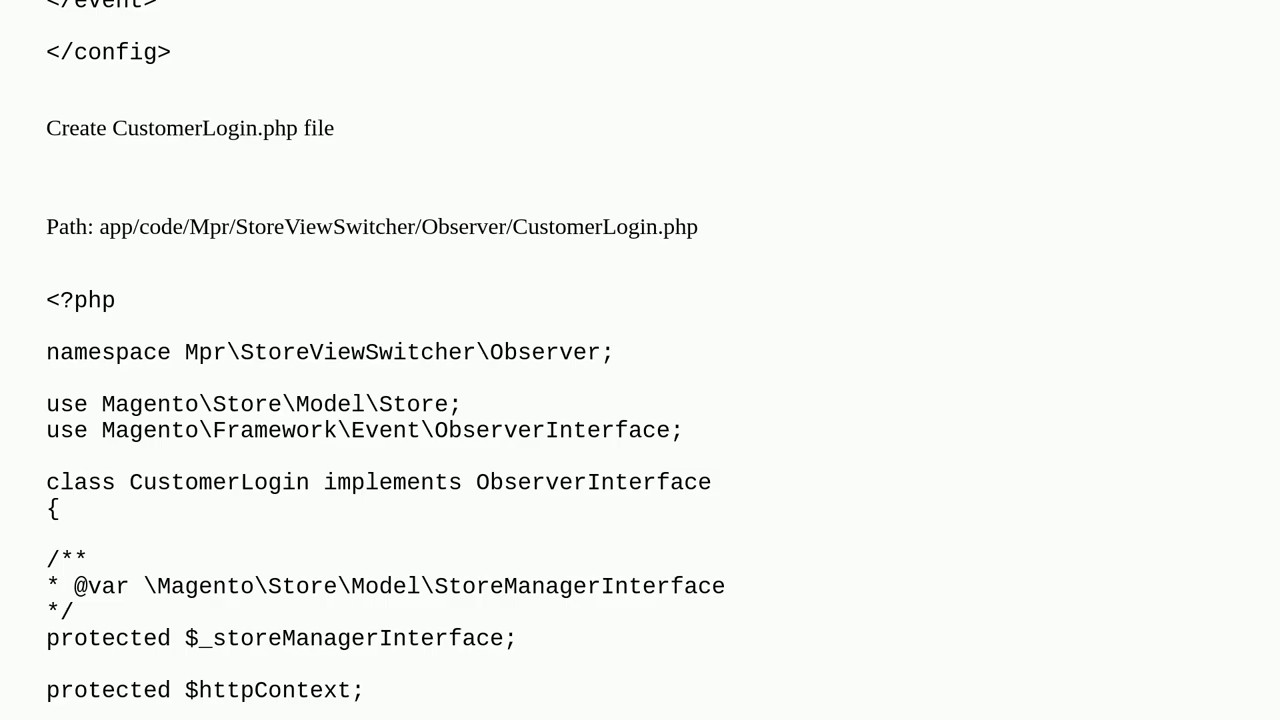 </event>
</config>
Create CustomerLogin.php file
Path: app/code/Mpr/StoreViewSwitcher/Observer/CustomerLogin.php
<?php
namespace Mpr\StoreViewSwitcher\Observer;
use Magento\Store\Model\Store;
use Magento\Framework\Event\ObserverInterface;
class CustomerLogin implements ObserverInterface
{
/**
* @var \Magento\Store\Model\StoreManagerInterface
*/
protected $_storeManagerInterface;
protected $httpContext;